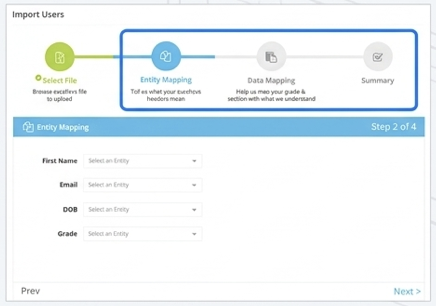 Import Users
Select File
Entity Mapping
Data Mapping
Summary
Browse excel/csv file
to upload
Tell us what your excel/csv
headers mean
Help us map your grade &
section with what we understand
Entity Mapping
Step 2 of 4
First Name
Select an Entity
Email
Select an Entity
DOB
Select an Entity
Grade
Select an Entity
Prev
Next >